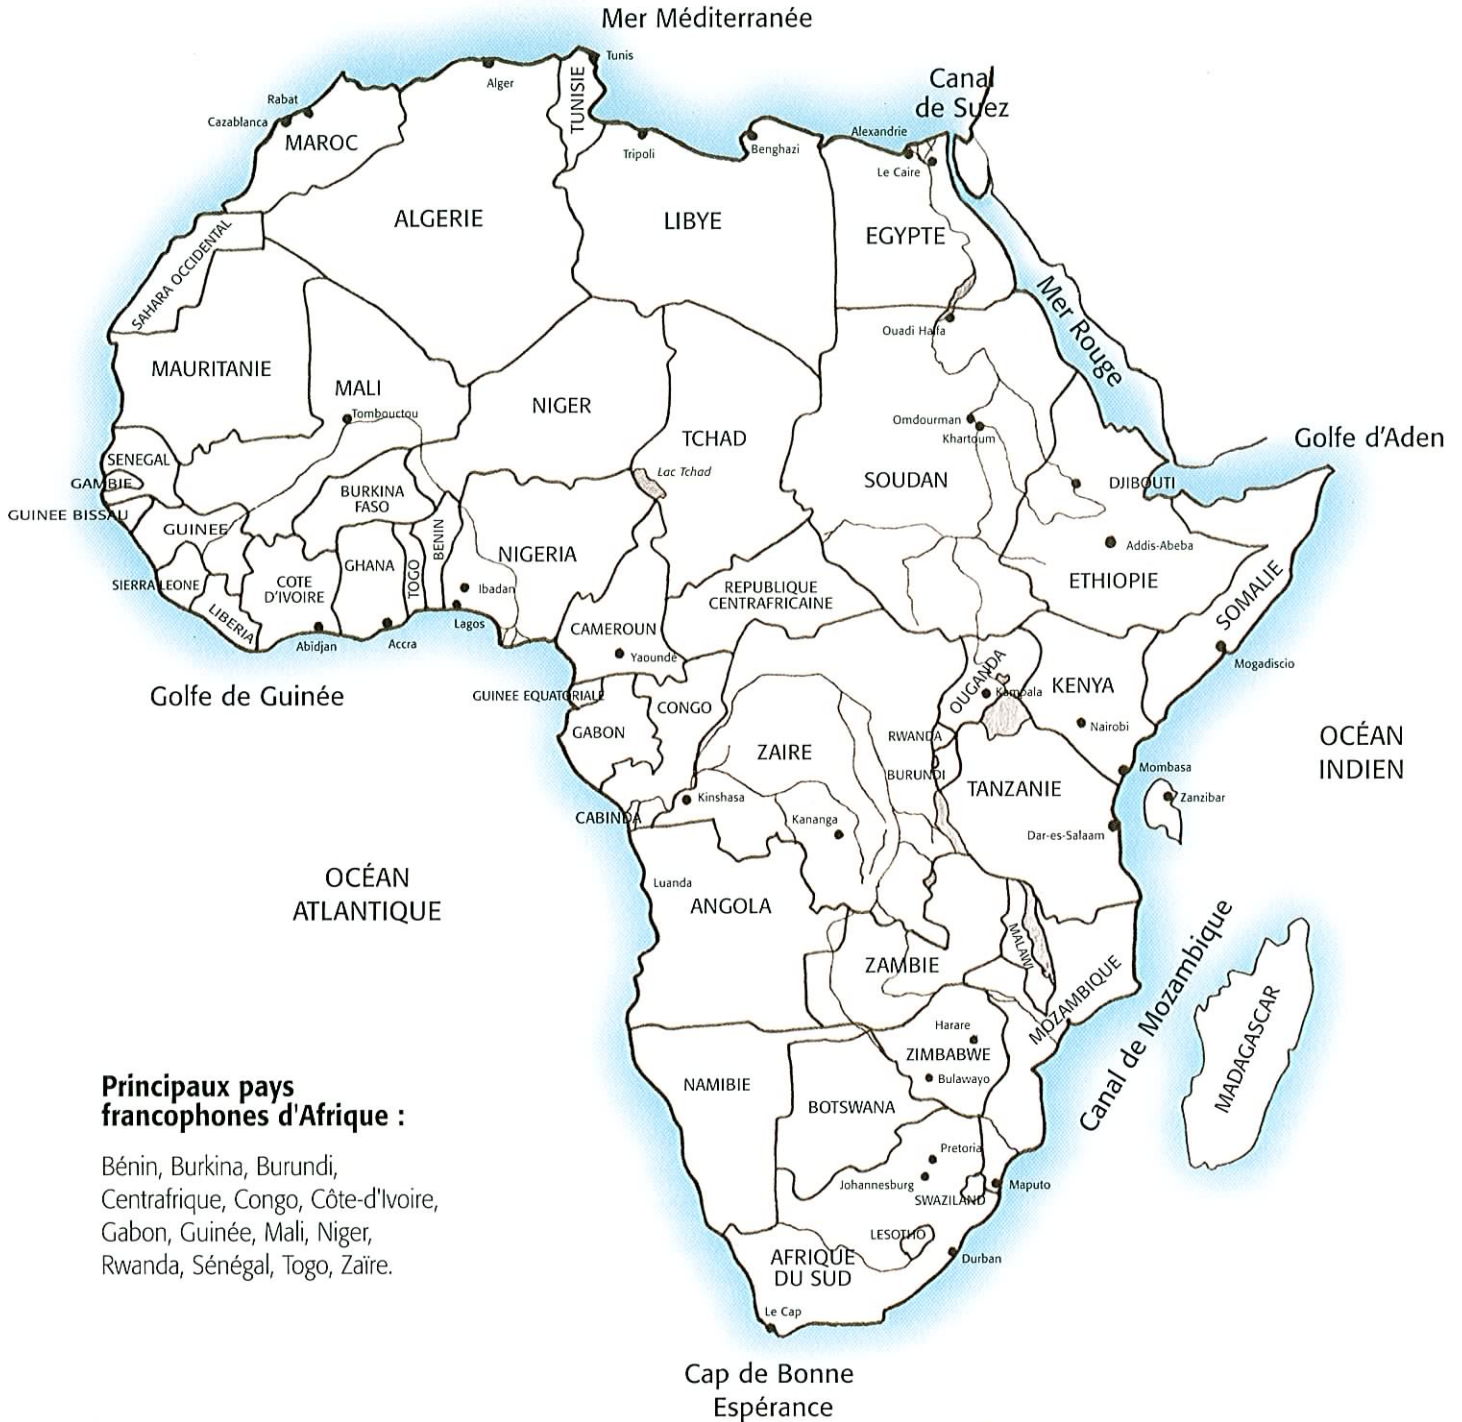 Mer Méditerranée
Tunis
Canal
de Suez
Alger
TUNISIE
Rabat
Cazablanca
MAROC
Tripoli
Benghazi
Alexandrie
Le Caire
ALGERIE
LIBYE
EGYPTE
SAHARA OCCIDENTAL
Mer Rouge
Ouadi Halfa
MAURITANIE
MALI
Tombouctou
NIGER
TCHAD
Omdourman
Khartoum
Golfe d'Aden
SENEGAL
Lac Tchad
SOUDAN
DJIBOUTI
GAMBIE
BURKINA
FASO
GUINEE BISSAU
GUINEE
BENIN
NIGERIA
Addis-Abeba
GHANA
TOGO
ETHIOPIE
SIERRA LEONE
COTE
D'IVOIRE
Ibadan
REPUBLIQUE
CENTRAFRICAINE
SOMALIE
LIBERIA
Lagos
CAMEROUN
Abidjan
Accra
Yaoundé
Mogadiscio
Golfe de Guinée
GUINEE EQUATORIALE
OUGANDA
Kampala
KENYA
CONGO
GABON
Nairobi
ZAIRE
RWANDA
OCÉAN
INDIEN
BURUNDI
Mombasa
TANZANIE
Kinshasa
Zanzibar
CABINDA
Kananga
Dar-es-Salaam
OCÉAN
ATLANTIQUE
Luanda
ANGOLA
MALAWI
ZAMBIE
MOZAMBIQUE
Canal de Mozambique
MADAGASCAR
Harare
ZIMBABWE
Bulawayo
NAMIBIE
BOTSWANA
Principaux pays
francophones d'Afrique :
Bénin, Burkina, Burundi,
Centrafrique, Congo, Côte-d'Ivoire,
Gabon, Guinée, Mali, Niger,
Rwanda, Sénégal, Togo, Zaïre.
Pretoria
Johannesburg
SWAZILAND
Maputo
LESOTHO
AFRIQUE
DU SUD
Durban
Le Cap
Cap de Bonne
Espérance